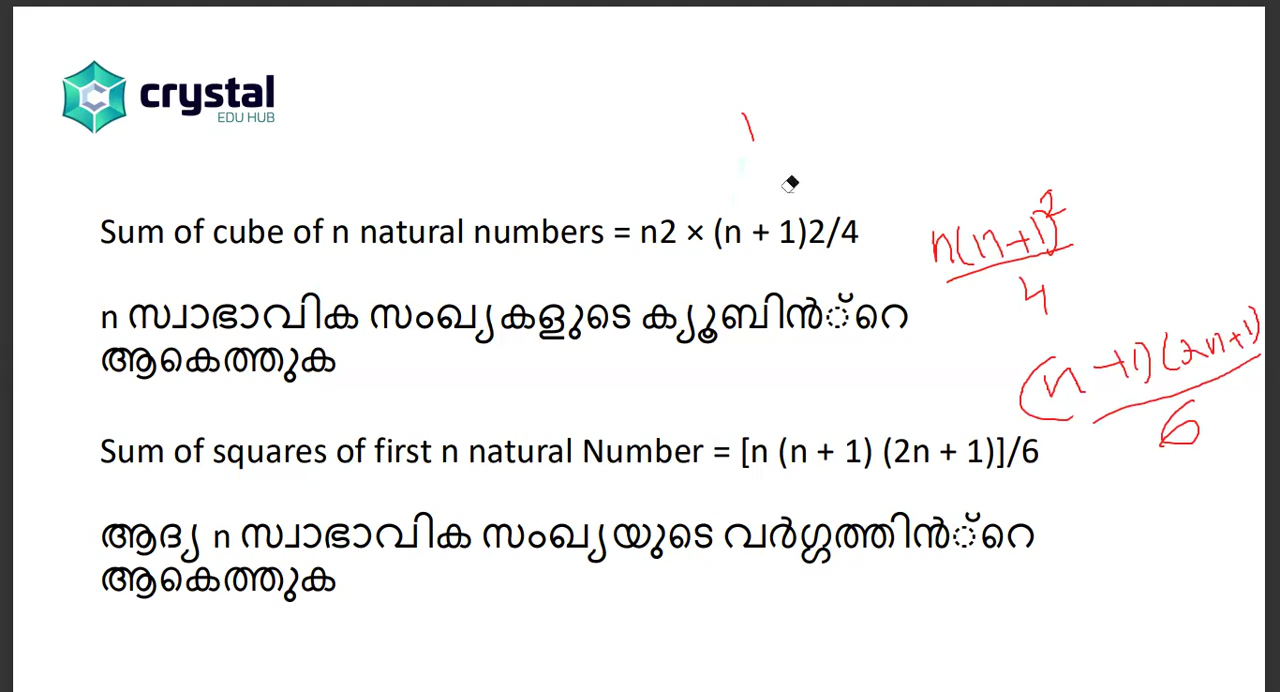 crystal
EDU HUB
Sum of cube of n natural numbers = n2 × (n + 1)2/4
n(n+1)²
4
n സ്വാഭാവിക സംഖ്യകളുടെ ക്യൂബിൻ്റെ
ആകെത്തുക
(n+1)(2n+1)
6
Sum of squares of first n natural Number = [n (n + 1) (2n + 1)]/6
ആദ്യ n സ്വാഭാവിക സംഖ്യയുടെ വർഗ്ഗത്തിൻ്റെ
ആകെത്തുക